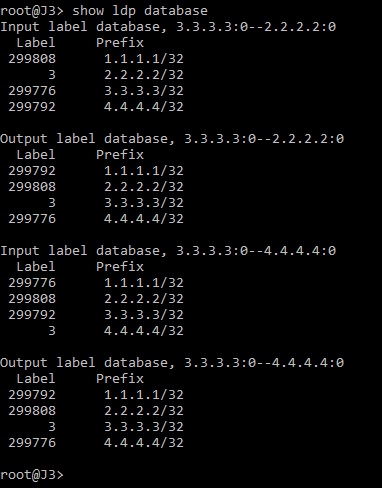 root@J3> show ldp database
Input label database, 3.3.3.3:0--2.2.2.2:0
Label Prefix
299808 1.1.1.1/32
3 2.2.2.2/32
299776 3.3.3.3/32
299792 4.4.4.4/32
Output label database, 3.3.3.3:0--2.2.2.2:0
Label Prefix
299792 1.1.1.1/32
299808 2.2.2.2/32
3 3.3.3.3/32
299776 4.4.4.4/32
Input label database, 3.3.3.3:0--4.4.4.4:0
Label Prefix
299776 1.1.1.1/32
299808 2.2.2.2/32
299792 3.3.3.3/32
3 4.4.4.4/32
Output label database, 3.3.3.3:0--4.4.4.4:0
Label Prefix
299792 1.1.1.1/32
299808 2.2.2.2/32
3 3.3.3.3/32
299776 4.4.4.4/32
root@J3>